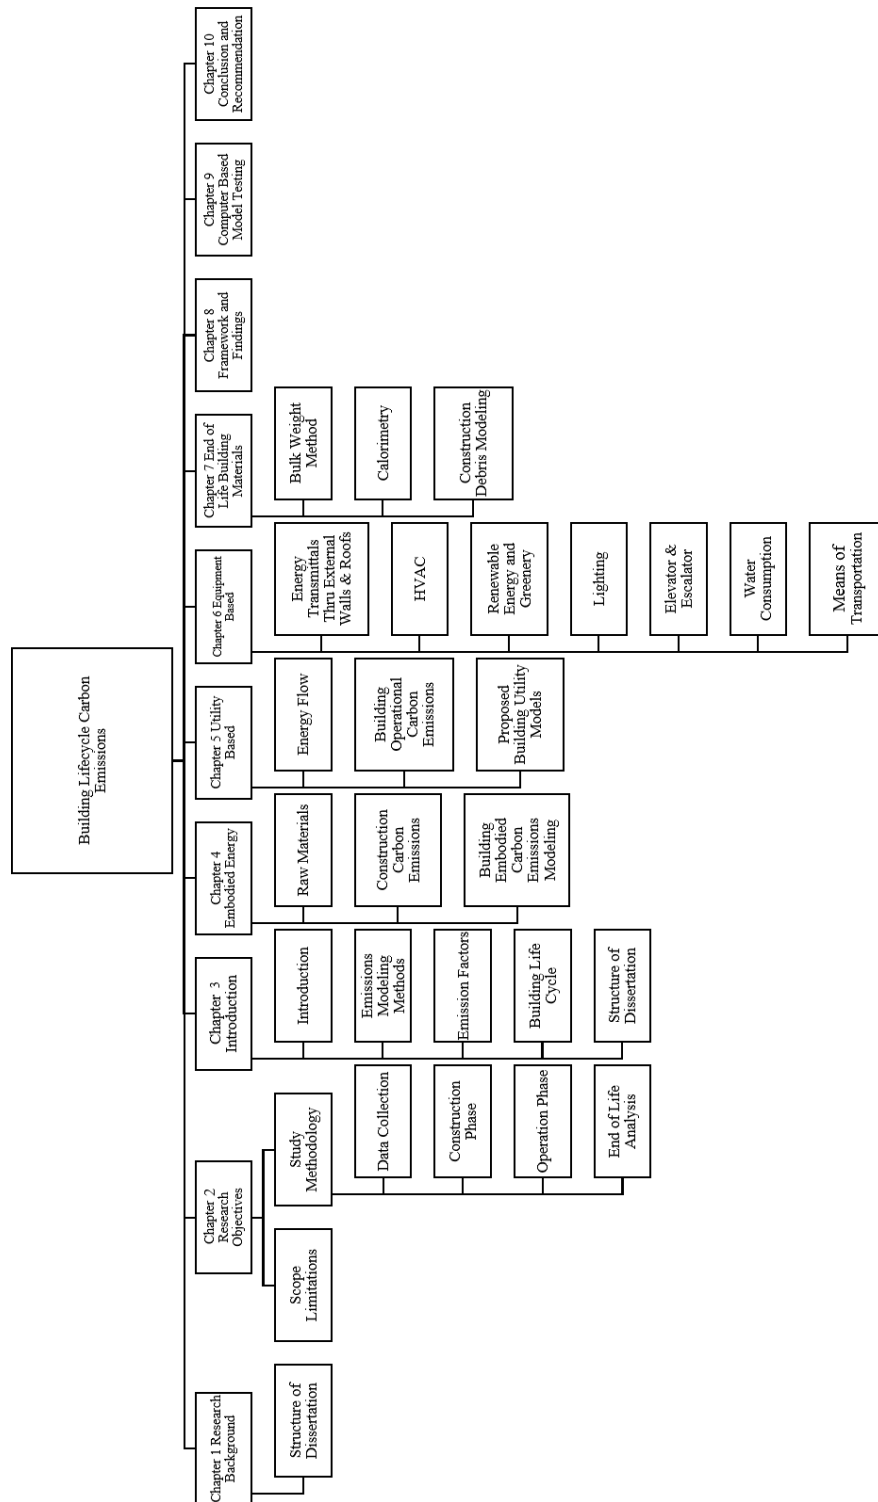 Building Lifecycle Carbon
Emissions
Chapter 1 Research
Background
Structure of
Dissertation
Chapter 2
Research
Objectives
Scope
Limitations
Study
Methodology
Data Collection
Construction
Phase
Operation Phase
End of Life
Analysis
Chapter 3
Introduction
Introduction
Emissions
Modeling
Methods
Emission Factors
Building Life
Cycle
Structure of
Dissertation
Chapter 4
Embodied Energy
Raw Materials
Construction
Carbon
Emissions
Building
Embodied
Carbon
Emissions
Modeling
Chapter 5 Utility
Based
Energy Flow
Building
Operational
Carbon
Emissions
Proposed
Building Utility
Models
Chapter 6 Equipment
Based
Energy
Transmittals
Thru External
Walls & Roofs
HVAC
Renewable
Energy and
Greenery
Lighting
Elevator &
Escalator
Water
Consumption
Means of
Transportation
Chapter 7 End of
Life Building
Materials
Bulk Weight
Method
Calorimetry
Construction
Debris Modeling
Chapter 8
Framework and
Findings
Chapter 9
Computer Based
Model Testing
Chapter 10
Conclusion and
Recommendation